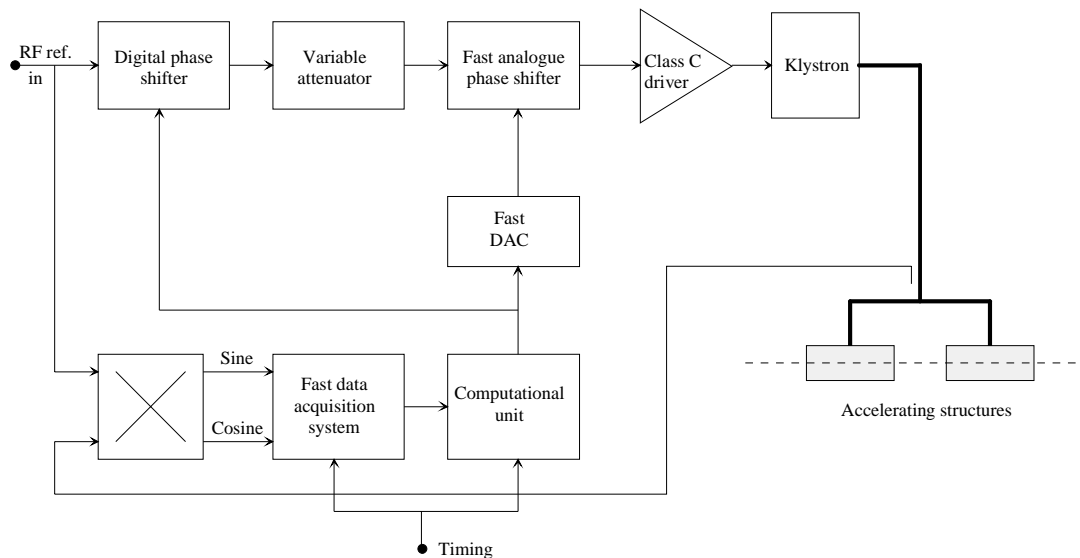 RF ref.
in
Digital phase
shifter
Variable
attenuator
Fast analogue
phase shifter
Class C
driver
Klystron
Fast
DAC
Sine
Cosine
Fast data
acquisition
system
Computational
unit
Accelerating structures
Timing